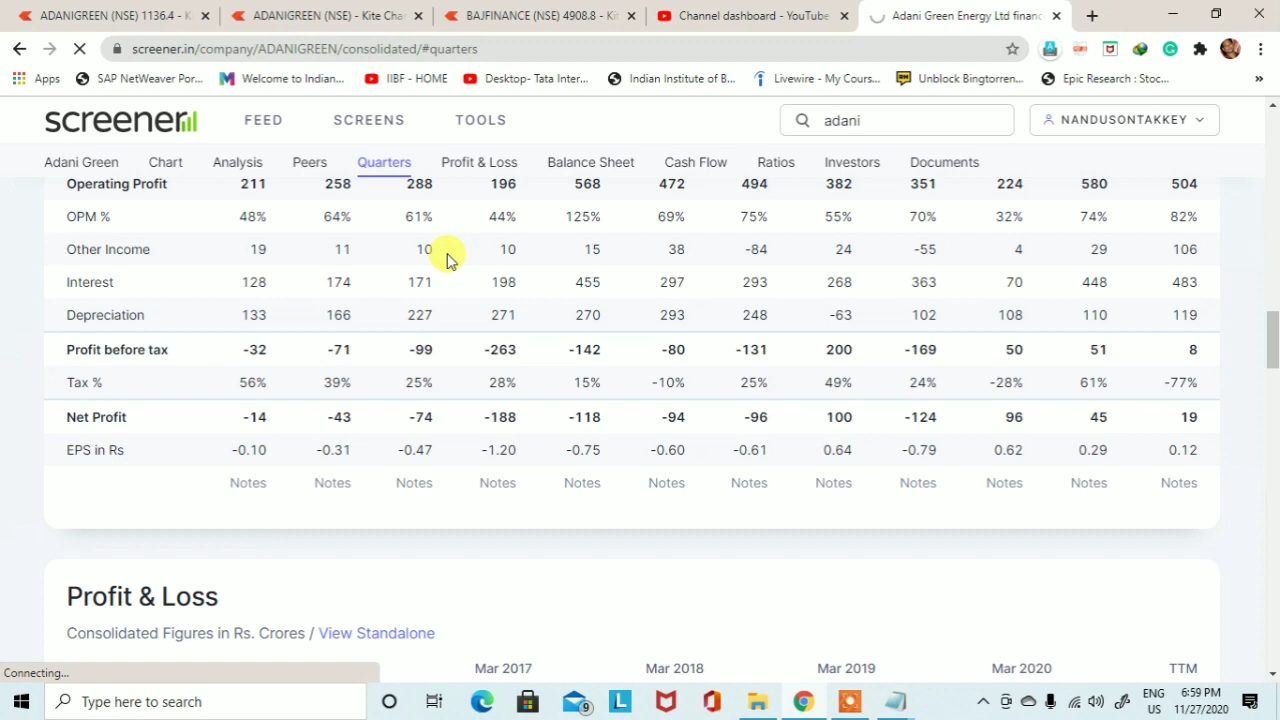 ADANIGREEN (NSE) 1136.4 - K
ADANIGREEN (NSE) - Kite Cha
BAJFINANCE (NSE) 4908.8 - Kit
Channel dashboard - YouTube
Adani Green Energy Ltd financ
screener.in/company/ADANIGREEN/consolidated/#quarters
Apps SAP NetWeaver Por... Welcome to Indian... IIBF - HOME Desktop- Tata Inter... Indian Institute of B... Livewire - My Cours... Unblock Bingtorren... Epic Research : Stoc... »
screener FEED SCREENS TOOLS adani NANDUSONTAKKEY
Adani Green Chart Analysis Peers Quarters Profit & Loss Balance Sheet Cash Flow Ratios Investors Documents
Operating Profit 211 258 288 196 568 472 494 382 351 224 580 504
OPM % 48% 64% 61% 44% 125% 69% 75% 55% 70% 32% 74% 82%
Other Income 19 11 10 10 15 38 -84 24 -55 4 29 106
Interest 128 174 171 198 455 297 293 268 363 70 448 483
Depreciation 133 166 227 271 270 293 248 -63 102 108 110 119
Profit before tax -32 -71 -99 -263 -142 -80 -131 200 -169 50 51 8
Tax % 56% 39% 25% 28% 15% -10% 25% 49% 24% -28% 61% -77%
Net Profit -14 -43 -74 -188 -118 -94 -96 100 -124 96 45 19
EPS in Rs -0.10 -0.31 -0.47 -1.20 -0.75 -0.60 -0.61 0.64 -0.79 0.62 0.29 0.12
Notes Notes Notes Notes Notes Notes Notes Notes Notes Notes Notes Notes
Profit & Loss
Consolidated Figures in Rs. Crores / View Standalone
Mar 2017 Mar 2018 Mar 2019 Mar 2020 TTM
Connecting...
Type here to search
9
L
ENG
US
6:59 PM
11/27/2020